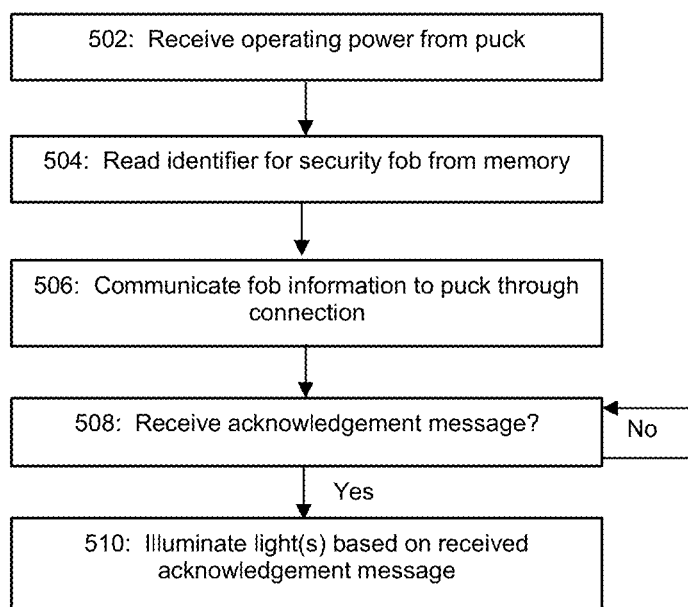 502: Receive operating power from puck
504: Read identifier for security fob from memory
506: Communicate fob information to puck through
connection
508: Receive acknowledgement message?
No
Yes
510: Illuminate light(s) based on received
acknowledgement message